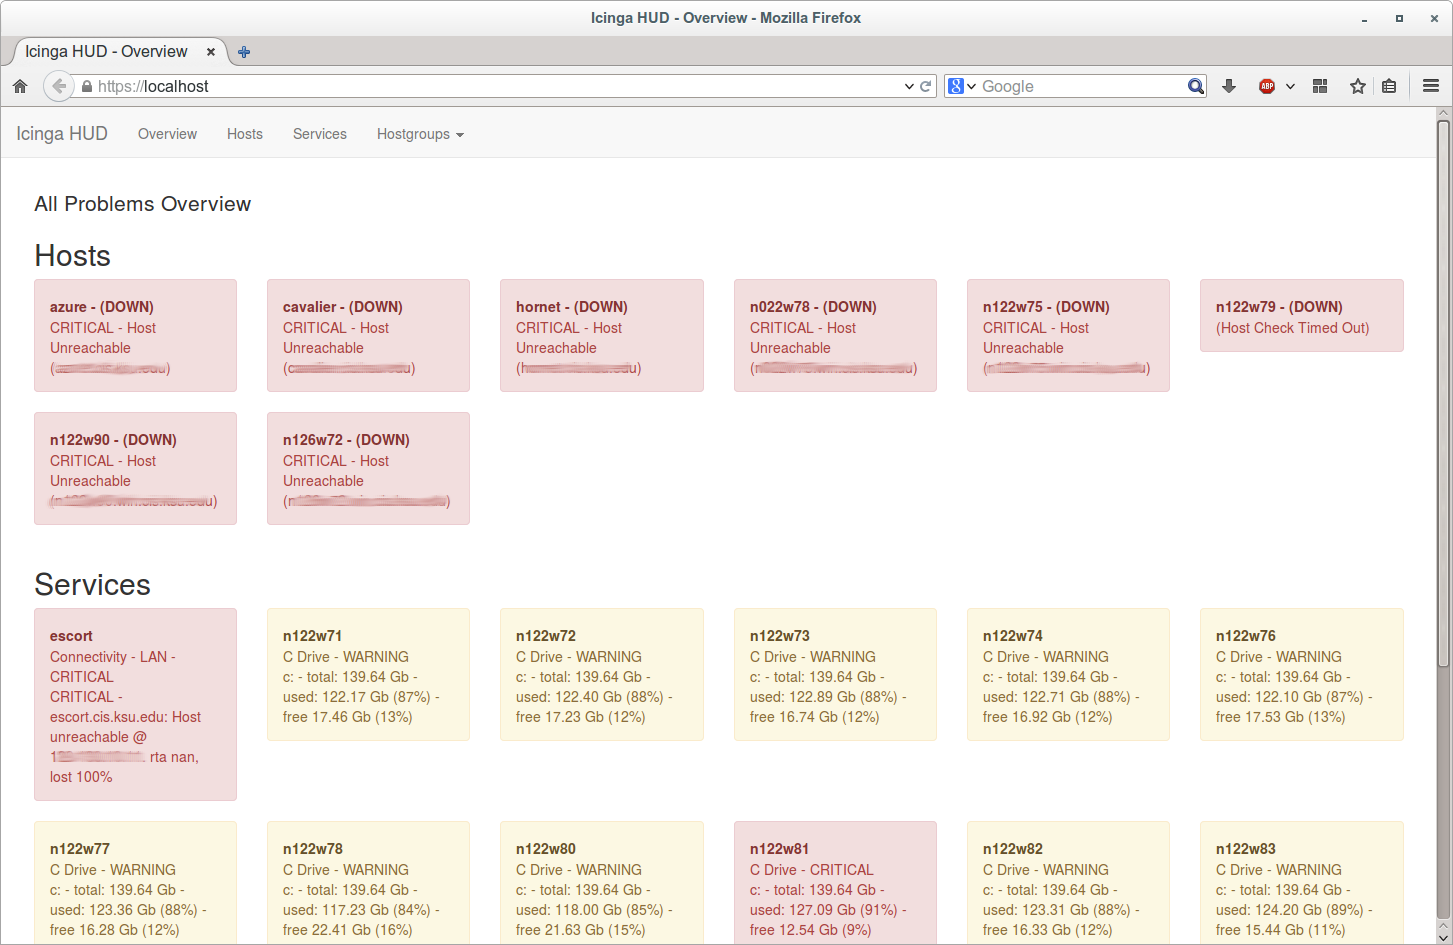 Icinga HUD - Overview - Mozilla Firefox
Icinga HUD - Overview
https://localhost
Google
ABP
Icinga HUD Overview Hosts Services Hostgroups
All Problems Overview
Hosts
azure - (DOWN)
CRITICAL - Host
Unreachable
cavalier - (DOWN)
CRITICAL - Host
Unreachable
hornet - (DOWN)
CRITICAL - Host
Unreachable
n022w78 - (DOWN)
CRITICAL - Host
Unreachable
n122w75 - (DOWN)
CRITICAL - Host
Unreachable
n122w79 - (DOWN)
(Host Check Timed Out)
n122w90 - (DOWN)
CRITICAL - Host
Unreachable
n126w72 - (DOWN)
CRITICAL - Host
Unreachable
Services
escort
Connectivity - LAN -
CRITICAL
CRITICAL -
escort.cis.ksu.edu: Host
unreachable @
rta nan,
lost 100%
n122w71
C Drive - WARNING
c: - total: 139.64 Gb -
used: 122.17 Gb (87%) -
free 17.46 Gb (13%)
n122w72
C Drive - WARNING
c: - total: 139.64 Gb -
used: 122.40 Gb (88%) -
free 17.23 Gb (12%)
n122w73
C Drive - WARNING
c: - total: 139.64 Gb -
used: 122.89 Gb (88%) -
free 16.74 Gb (12%)
n122w74
C Drive - WARNING
c: - total: 139.64 Gb -
used: 122.71 Gb (88%) -
free 16.92 Gb (12%)
n122w76
C Drive - WARNING
c: - total: 139.64 Gb -
used: 122.10 Gb (87%) -
free 17.53 Gb (13%)
n122w77
C Drive - WARNING
c: - total: 139.64 Gb -
used: 123.36 Gb (88%) -
free 16.28 Gb (12%)
n122w78
C Drive - WARNING
c: - total: 139.64 Gb -
used: 117.23 Gb (84%) -
free 22.41 Gb (16%)
n122w80
C Drive - WARNING
c: - total: 139.64 Gb -
used: 118.00 Gb (85%) -
free 21.63 Gb (15%)
n122w81
C Drive - CRITICAL
c: - total: 139.64 Gb -
used: 127.09 Gb (91%) -
free 12.54 Gb (9%)
n122w82
C Drive - WARNING
c: - total: 139.64 Gb -
used: 123.31 Gb (88%) -
free 16.33 Gb (12%)
n122w83
C Drive - WARNING
c: - total: 139.64 Gb -
used: 124.20 Gb (89%) -
free 15.44 Gb (11%)